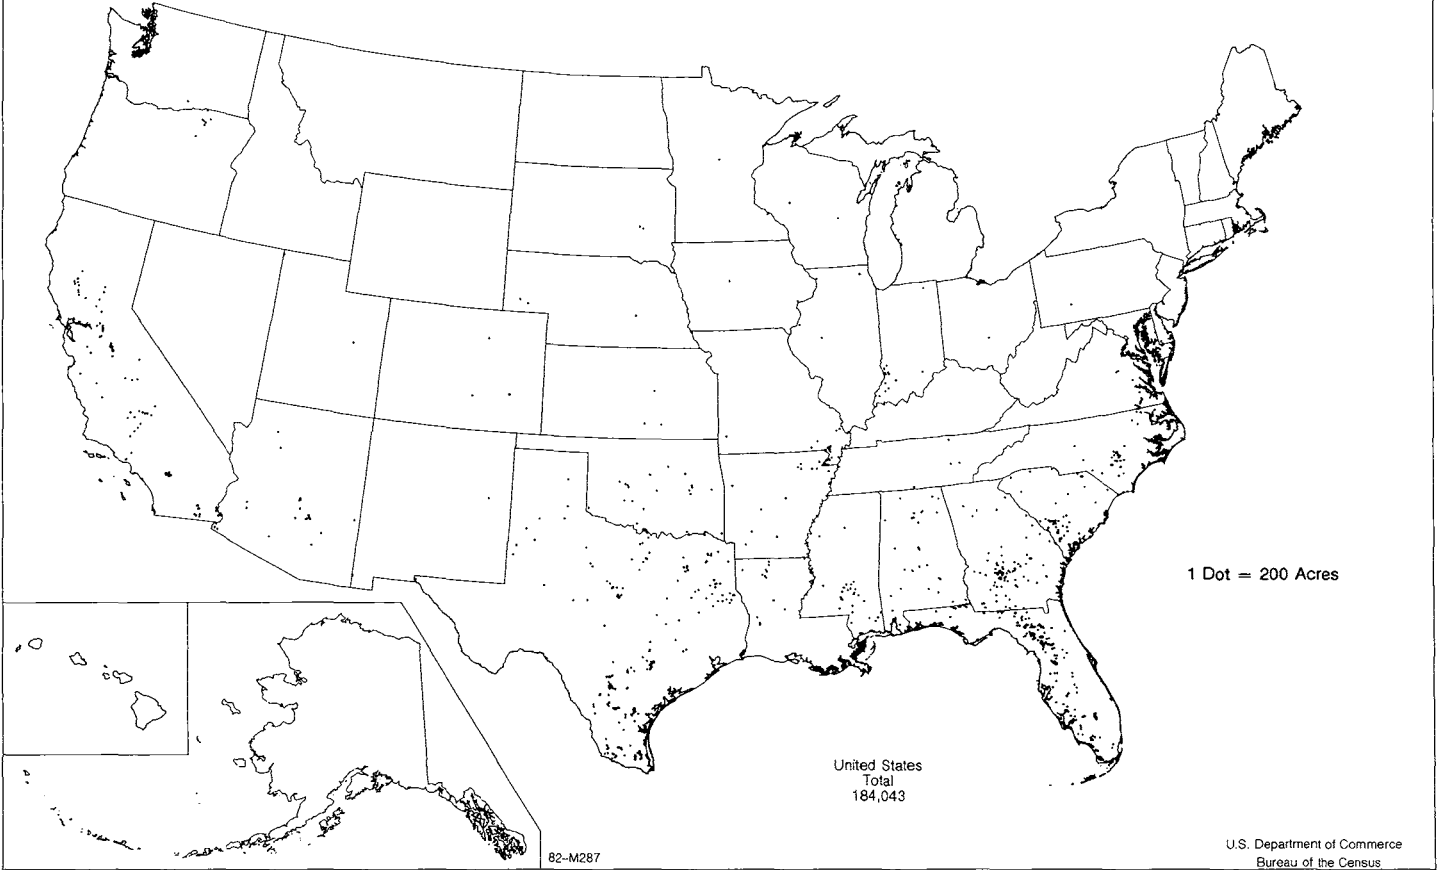 1 Dot = 200 Acres
United States
Total
184,043
82-M287
U.S. Department of Commerce
Bureau of the Census